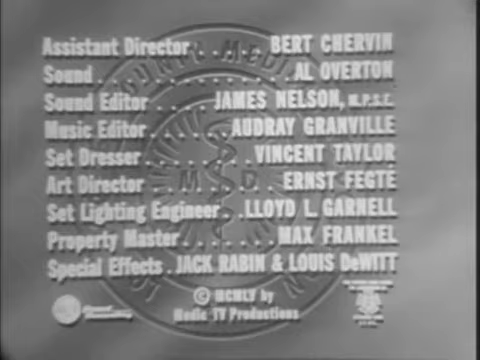 Assistant Director . . . . . BERT CHERVIN
Sound . . . . . . . . . . . . . . AL OVERTON
Sound Editor . . . . . JAMES NELSON, M.P.S.E.
Music Editor . . . . . . AUDRAY GRANVILLE
Set Dresser . . . . . . . . VINCENT TAYLOR
Art Director . . . . . . . . . . ERNST FEGTE
Set Lighting Engineer . . LLOYD L. GARNELL
Property Master . . . . . . . MAX FRANKEL
Special Effects . JACK RABIN & LOUIS DeWITT
© MCMLV by
Medic TV Productions
M D